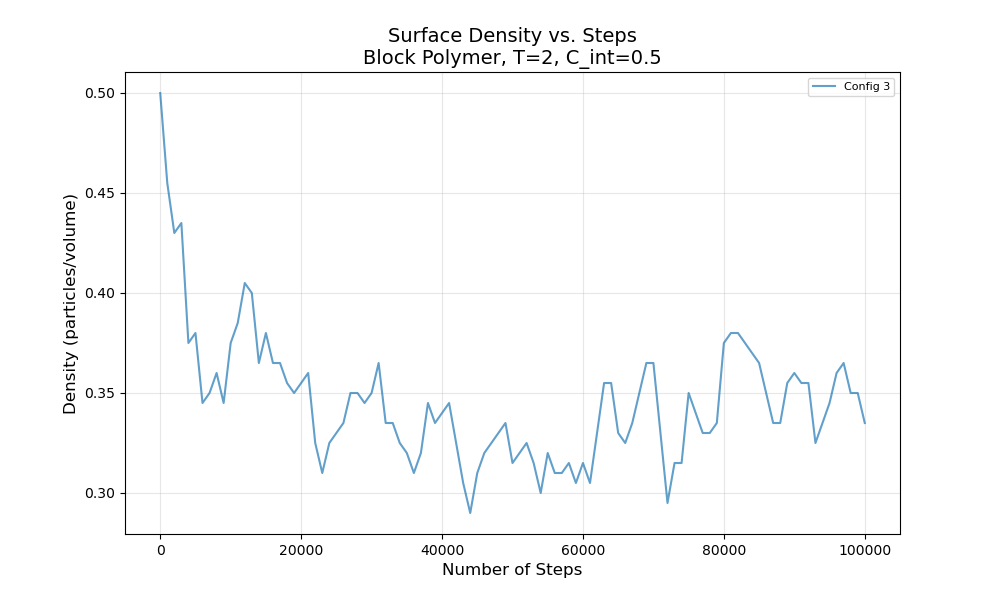 Surface Density vs. Steps
Block Polymer, T=2, C_int=0.5
Config 3
Density (particles/volume)
0.50
0.45
0.40
0.35
0.30
0
20000
40000
60000
80000
100000
Number of Steps